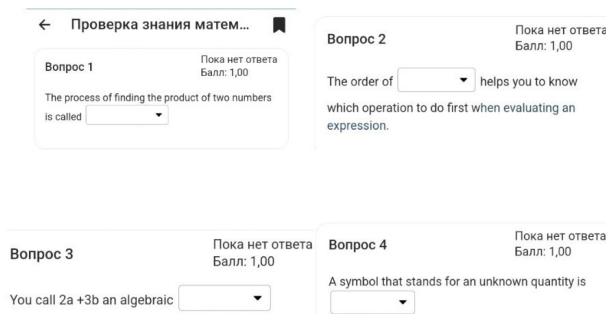 Проверка знания матем...
Вопрос 1
Пока нет ответа
Балл: 1,00
The process of finding the product of two numbers
is called
Вопрос 2
Пока нет ответа
Балл: 1,00
The order of helps you to know
which operation to do first when evaluating an
expression.
Вопрос 3
Пока нет ответа
Балл: 1,00
You call 2a +3b an algebraic
Вопрос 4
Пока нет ответа
Балл: 1,00
A symbol that stands for an unknown quantity is